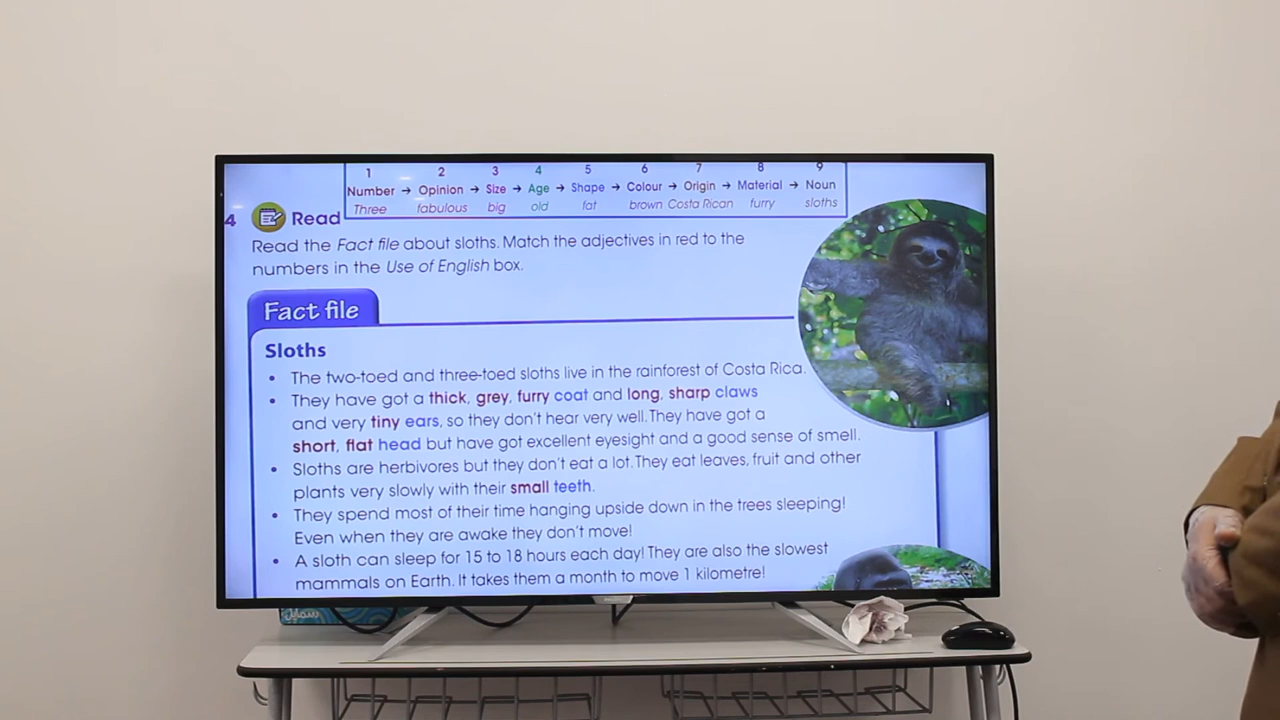 1 2 3 4 5 6 7 8 9
Number → Opinion → Size → Age → Shape → Colour → Origin → Material → Noun
Three fabulous big old fat brown Costa Rican furry sloths
4 Read
Read the Fact file about sloths. Match the adjectives in red to the
numbers in the Use of English box.
Fact file
Sloths
• The two-toed and three-toed sloths live in the rainforest of Costa Rica.
• They have got a thick, grey, furry coat and long, sharp claws
and very tiny ears, so they don't hear very well. They have got a
short, flat head but have got excellent eyesight and a good sense of smell.
• Sloths are herbivores but they don't eat a lot. They eat leaves, fruit and other
plants very slowly with their small teeth.
• They spend most of their time hanging upside down in the trees sleeping!
Even when they are awake they don't move!
• A sloth can sleep for 15 to 18 hours each day! They are also the slowest
mammals on Earth. It takes them a month to move 1 kilometre!